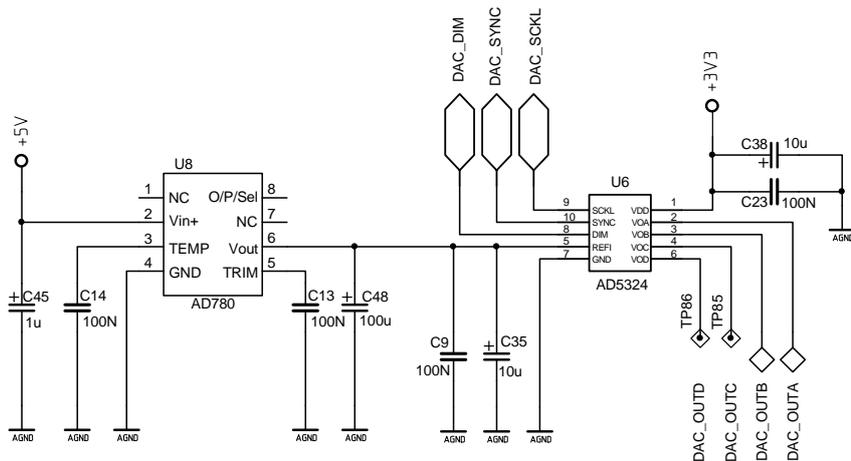 DAC_DIM
DAC_SYNC
DAC_SCKL
+5V
+3V3
U8
1 NC O/P/Sel 8
2 Vin+ NC 7
3 TEMP Vout 6
4 GND TRIM 5
AD780
U6
9 SCKL VDD 1
10 SYNC VOA 2
8 DIM VOB 3
5 REFI VOC 4
7 GND VOD 6
AD5324
C38 10u
+
C23 100N
AGND
+ C45
1u
C14
100N
C13
100N
+ C48
100u
C9
100N
+ C35
10u
TP86
TP85
AGND
AGND
AGND
AGND
AGND
AGND
AGND
AGND
DAC_OUTD
DAC_OUTC
DAC_OUTB
DAC_OUTA